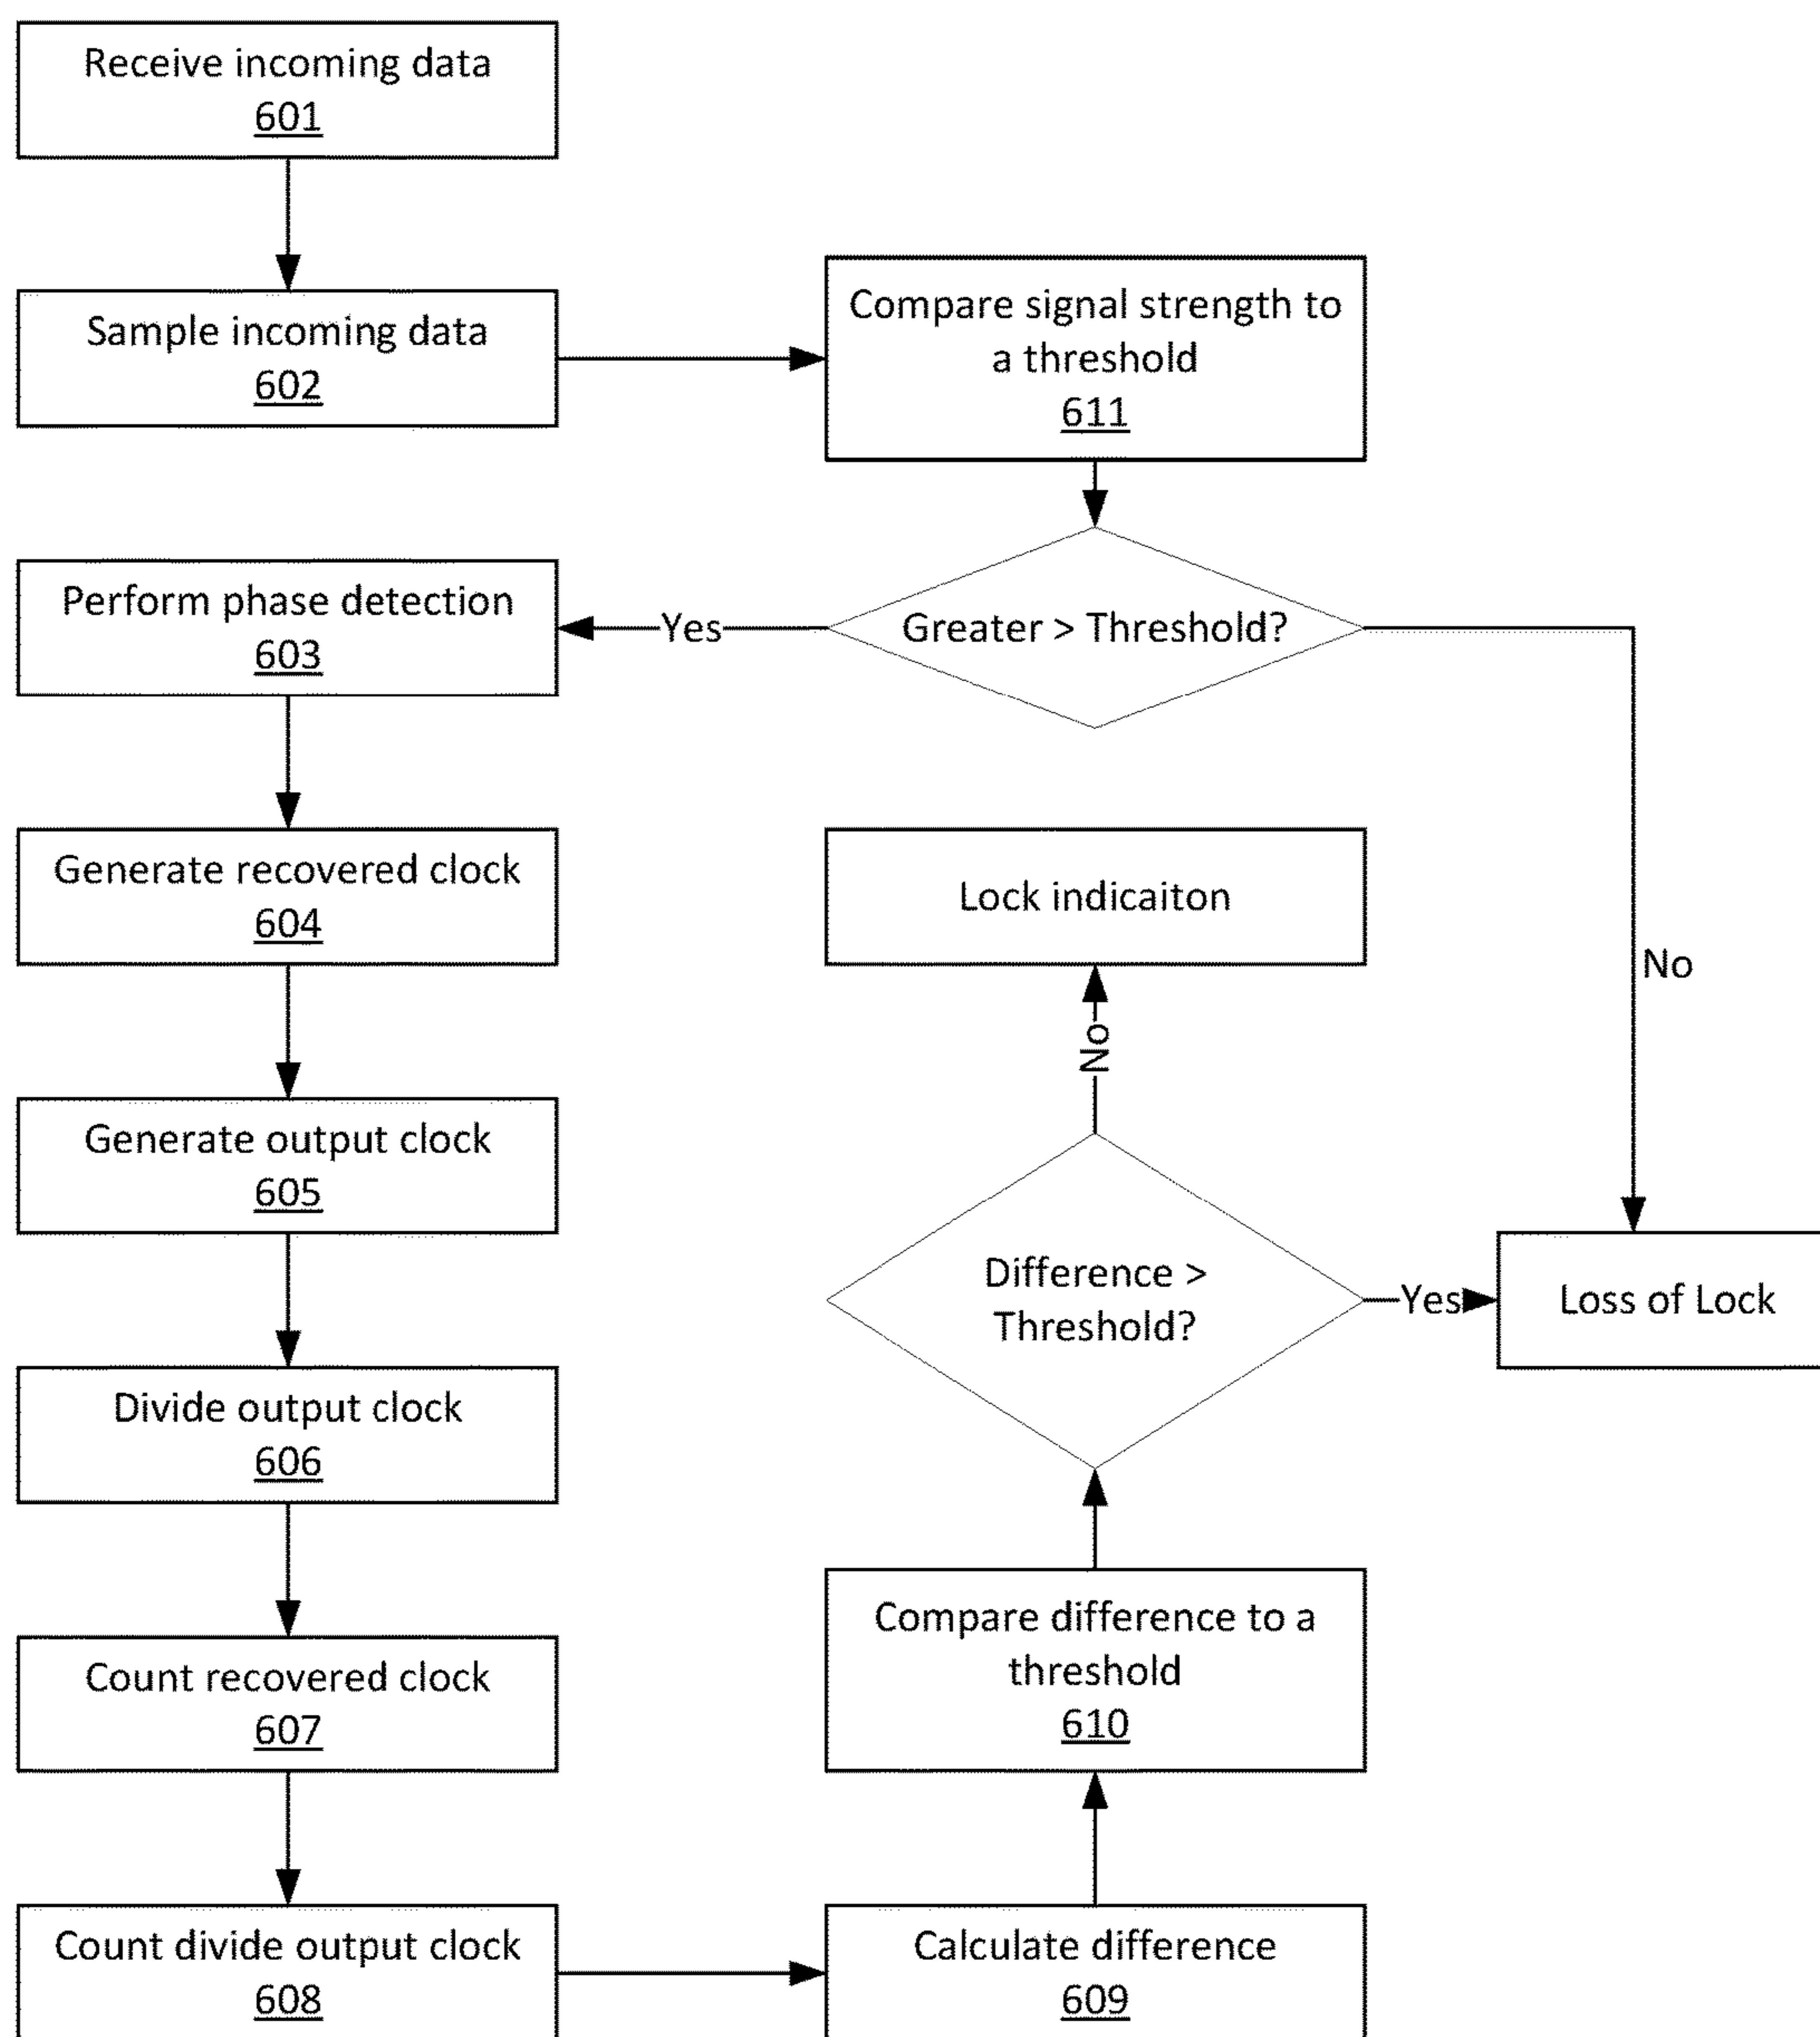 Receive incoming data
601
Sample incoming data
602
Compare signal strength to
a threshold
611
Greater > Threshold?
Yes
No
Perform phase detection
603
Generate recovered clock
604
Lock indicaiton
No
Generate output clock
605
Difference >
Threshold?
Yes
Loss of Lock
Divide output clock
606
Count recovered clock
607
Compare difference to a
threshold
610
Count divide output clock
608
Calculate difference
609